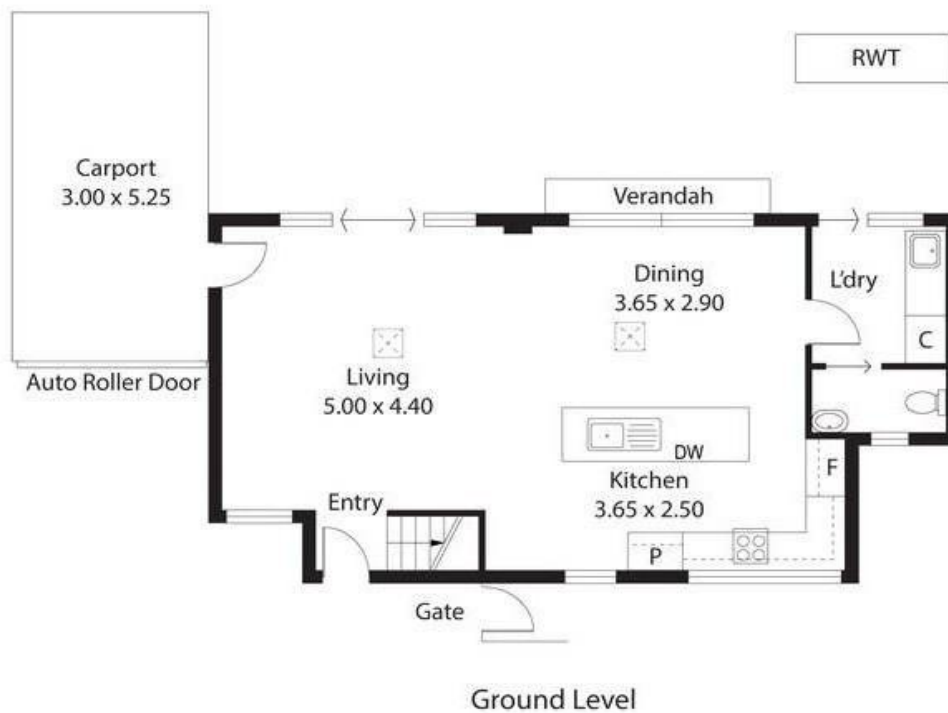 RWT
Carport
3.00 x 5.25
Verandah
Dining
3.65 x 2.90
L'dry
C
Auto Roller Door
Living
5.00 x 4.40
DW
Kitchen
3.65 x 2.50
F
Entry
P
Gate
Ground Level